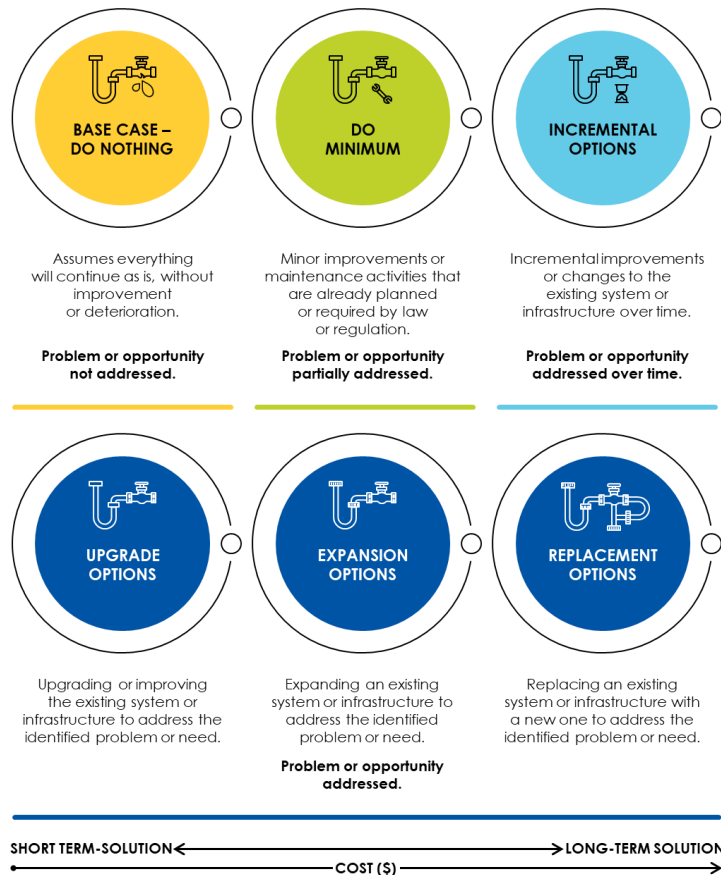 BASE CASE –
DO NOTHING
DO
MINIMUM
INCREMENTAL
OPTIONS
Assumes everything
will continue as is, without
improvement
or deterioration.
Problem or opportunity
not addressed.
Minor improvements or
maintenance activities that
are already planned
or required by law
or regulation.
Problem or opportunity
partially addressed.
Incremental improvements
or changes to the
existing system or
infrastructure over time.
Problem or opportunity
addressed over time.
UPGRADE
OPTIONS
EXPANSION
OPTIONS
REPLACEMENT
OPTIONS
Upgrading or improving
the existing system or
infrastructure to address the
identified problem or need.
Expanding an existing
system or infrastructure to
address the identified
problem or need.
Problem or opportunity
addressed.
Replacing an existing
system or infrastructure with
a new one to address the
identified problem or need.
SHORT TERM-SOLUTION
LONG-TERM SOLUTION
COST ($)